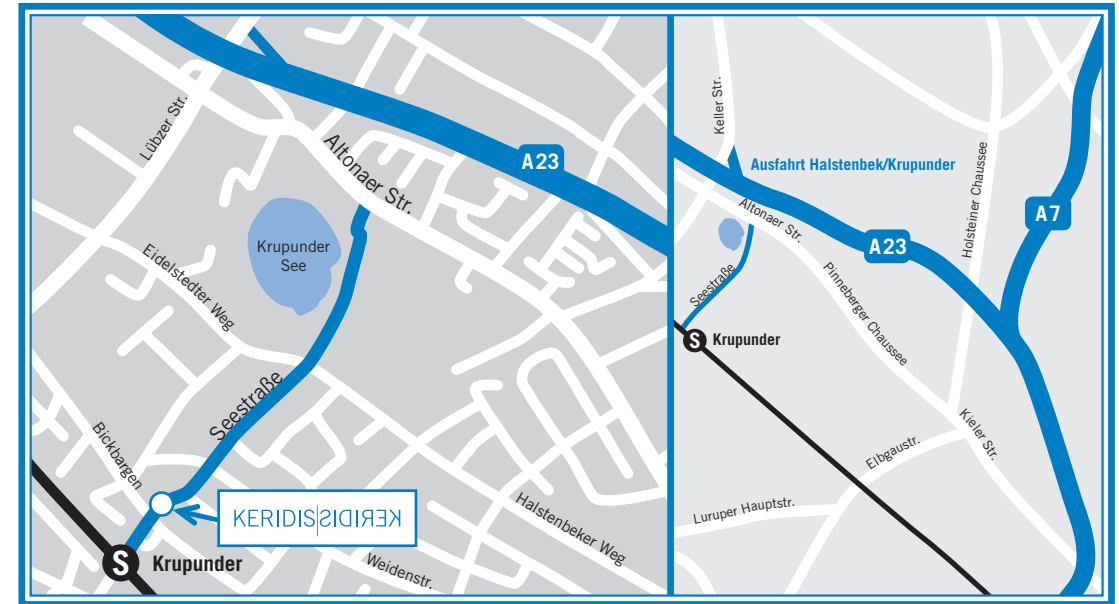 Lübzer Str.
Altonaer Str.
A23
Krupunder
See
Eidelstedter Weg
Seestraße
Bickbargen
KERIDIS|KERIDIS
Halstenbeker Weg
Weidenstr.
S Krupunder
Keller Str.
Ausfahrt Halstenbek/Krupunder
Holsteiner Chaussee
A7
Altonaer Str.
A23
Seestraße
Pinneberger Chaussee
S Krupunder
Kieler Str.
Elbgaustr.
Luruper Hauptstr.